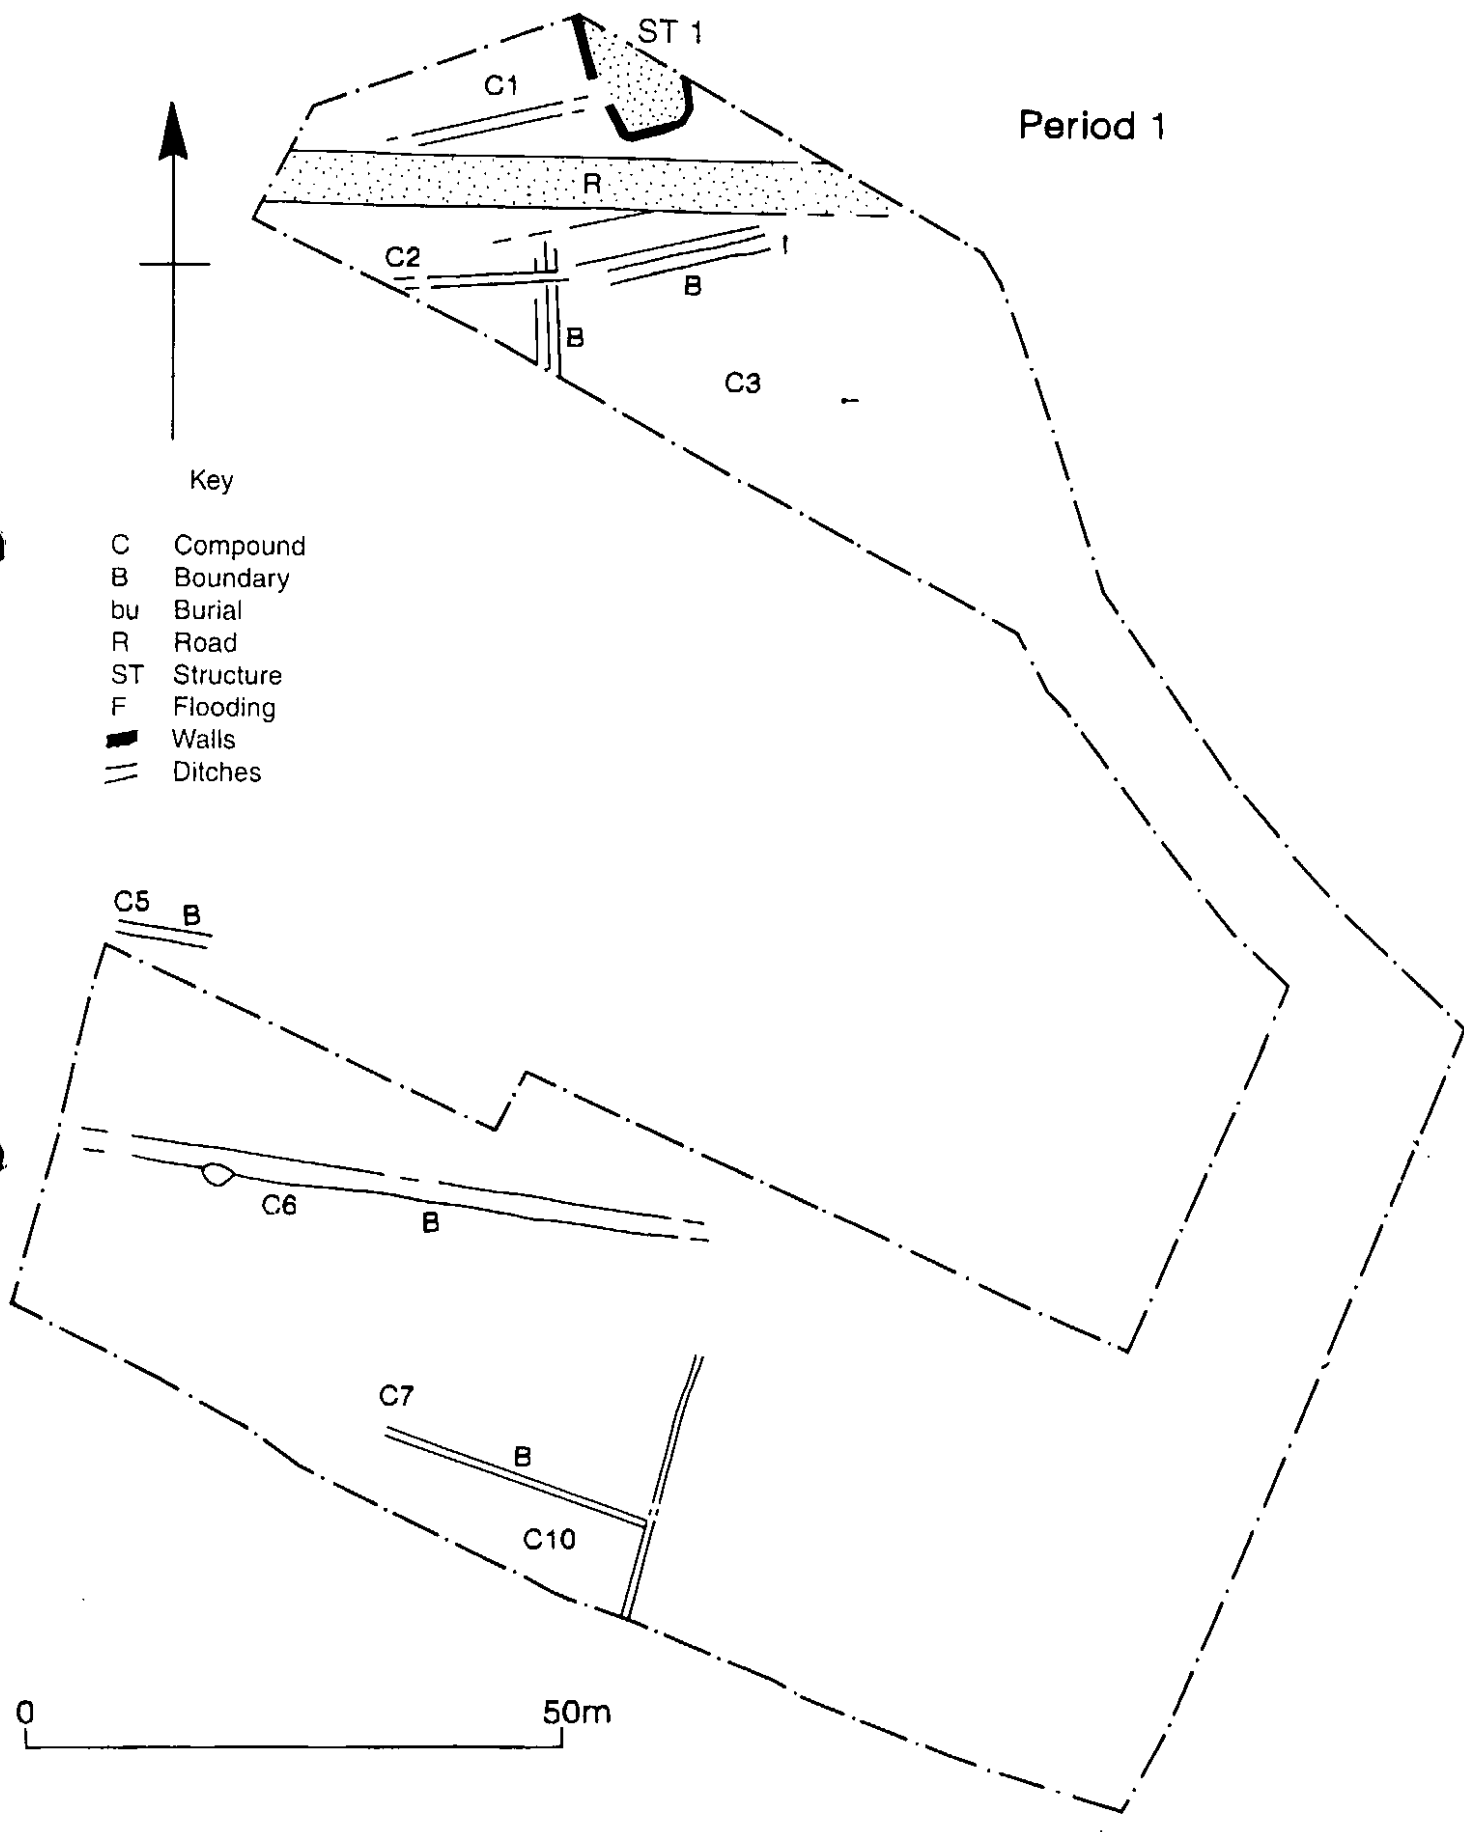 ST 1
C1
Period 1
R
C2
B
B
C3
Key
C Compound
B Boundary
bu Burial
R Road
ST Structure
F Flooding
Walls
Ditches
C5 B
C6
B
C7
B
C10
0 50m